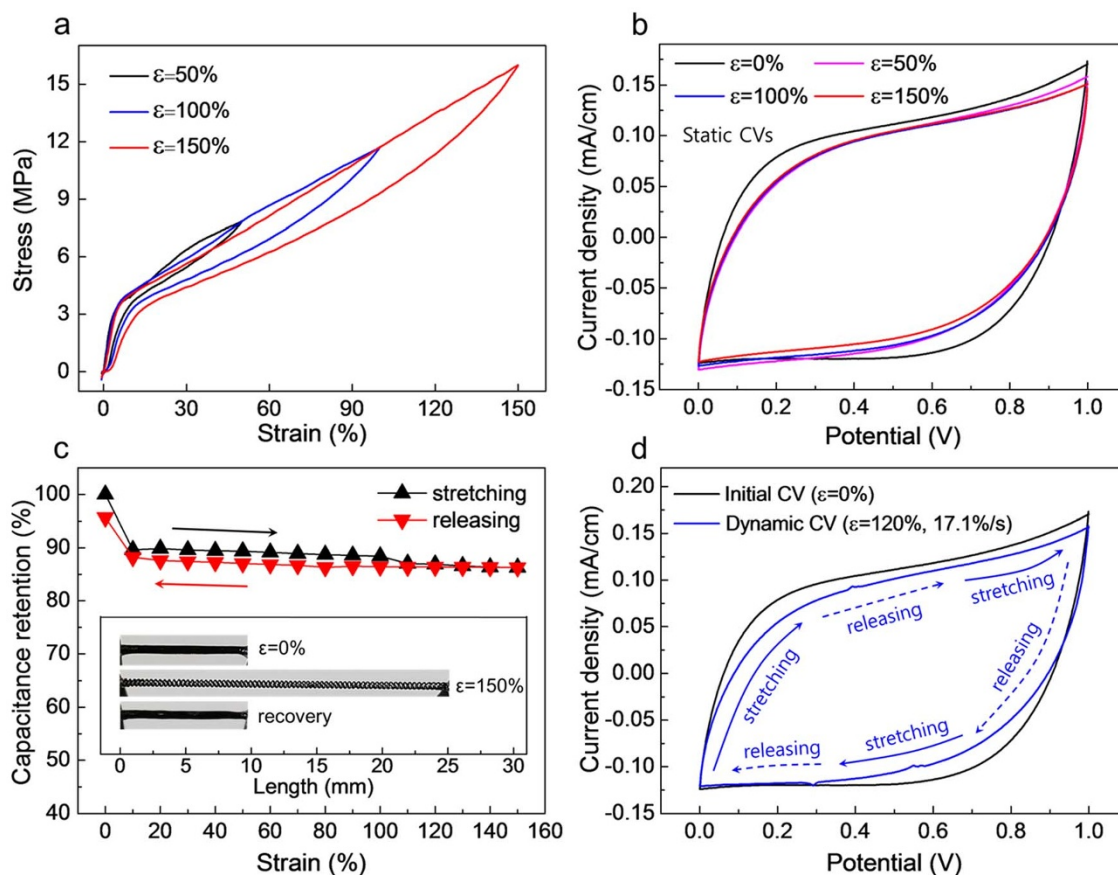 a
ε=50%
ε=100%
ε=150%
15
12
9
6
3
0
Stress (MPa)
0 30 60 90 120 150
Strain (%)
b
ε=0% ε=50%
ε=100% ε=150%
Static CVs
0.15
0.10
0.05
0.00
-0.05
-0.10
-0.15
Current density (mA/cm)
0.0 0.2 0.4 0.6 0.8 1.0
Potential (V)
c
stretching
releasing
100
90
80
70
60
50
40
Capacitance retention (%)
ε=0%
ε=150%
recovery
0 5 10 15 20 25 30
Length (mm)
0 20 40 60 80 100 120 140 160
Strain (%)
d
Initial CV (ε=0%)
Dynamic CV (ε=120%, 17.1%/s)
0.20
0.15
0.10
0.05
0.00
-0.05
-0.10
-0.15
Current density (mA/cm)
stretching
releasing
stretching
releasing
stretching
releasing
0.0 0.2 0.4 0.6 0.8 1.0
Potential (V)